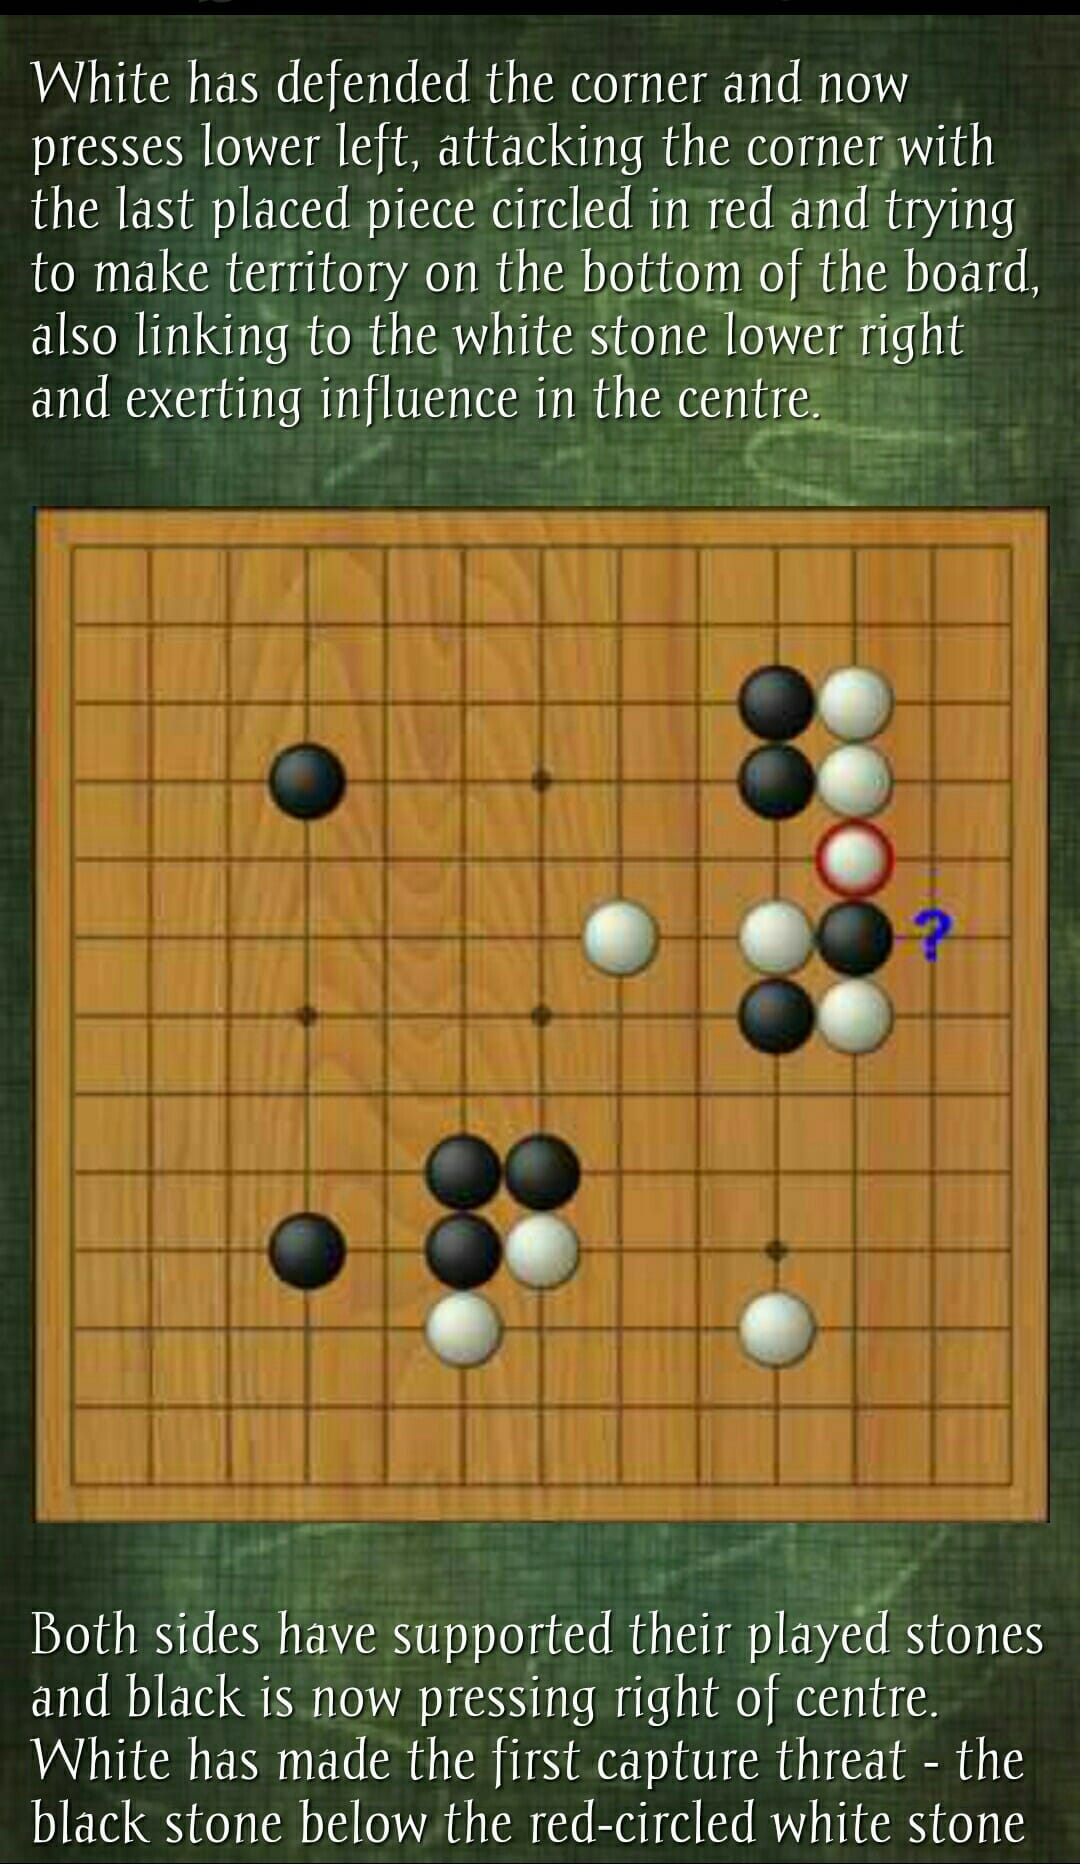 White has defended the corner and now
presses lower left, attacking the corner with
the last placed piece circled in red and trying
to make territory on the bottom of the board,
also linking to the white stone lower right
and exerting influence in the centre.
?
Both sides have supported their played stones
and black is now pressing right of centre.
White has made the first capture threat - the
black stone below the red-circled white stone